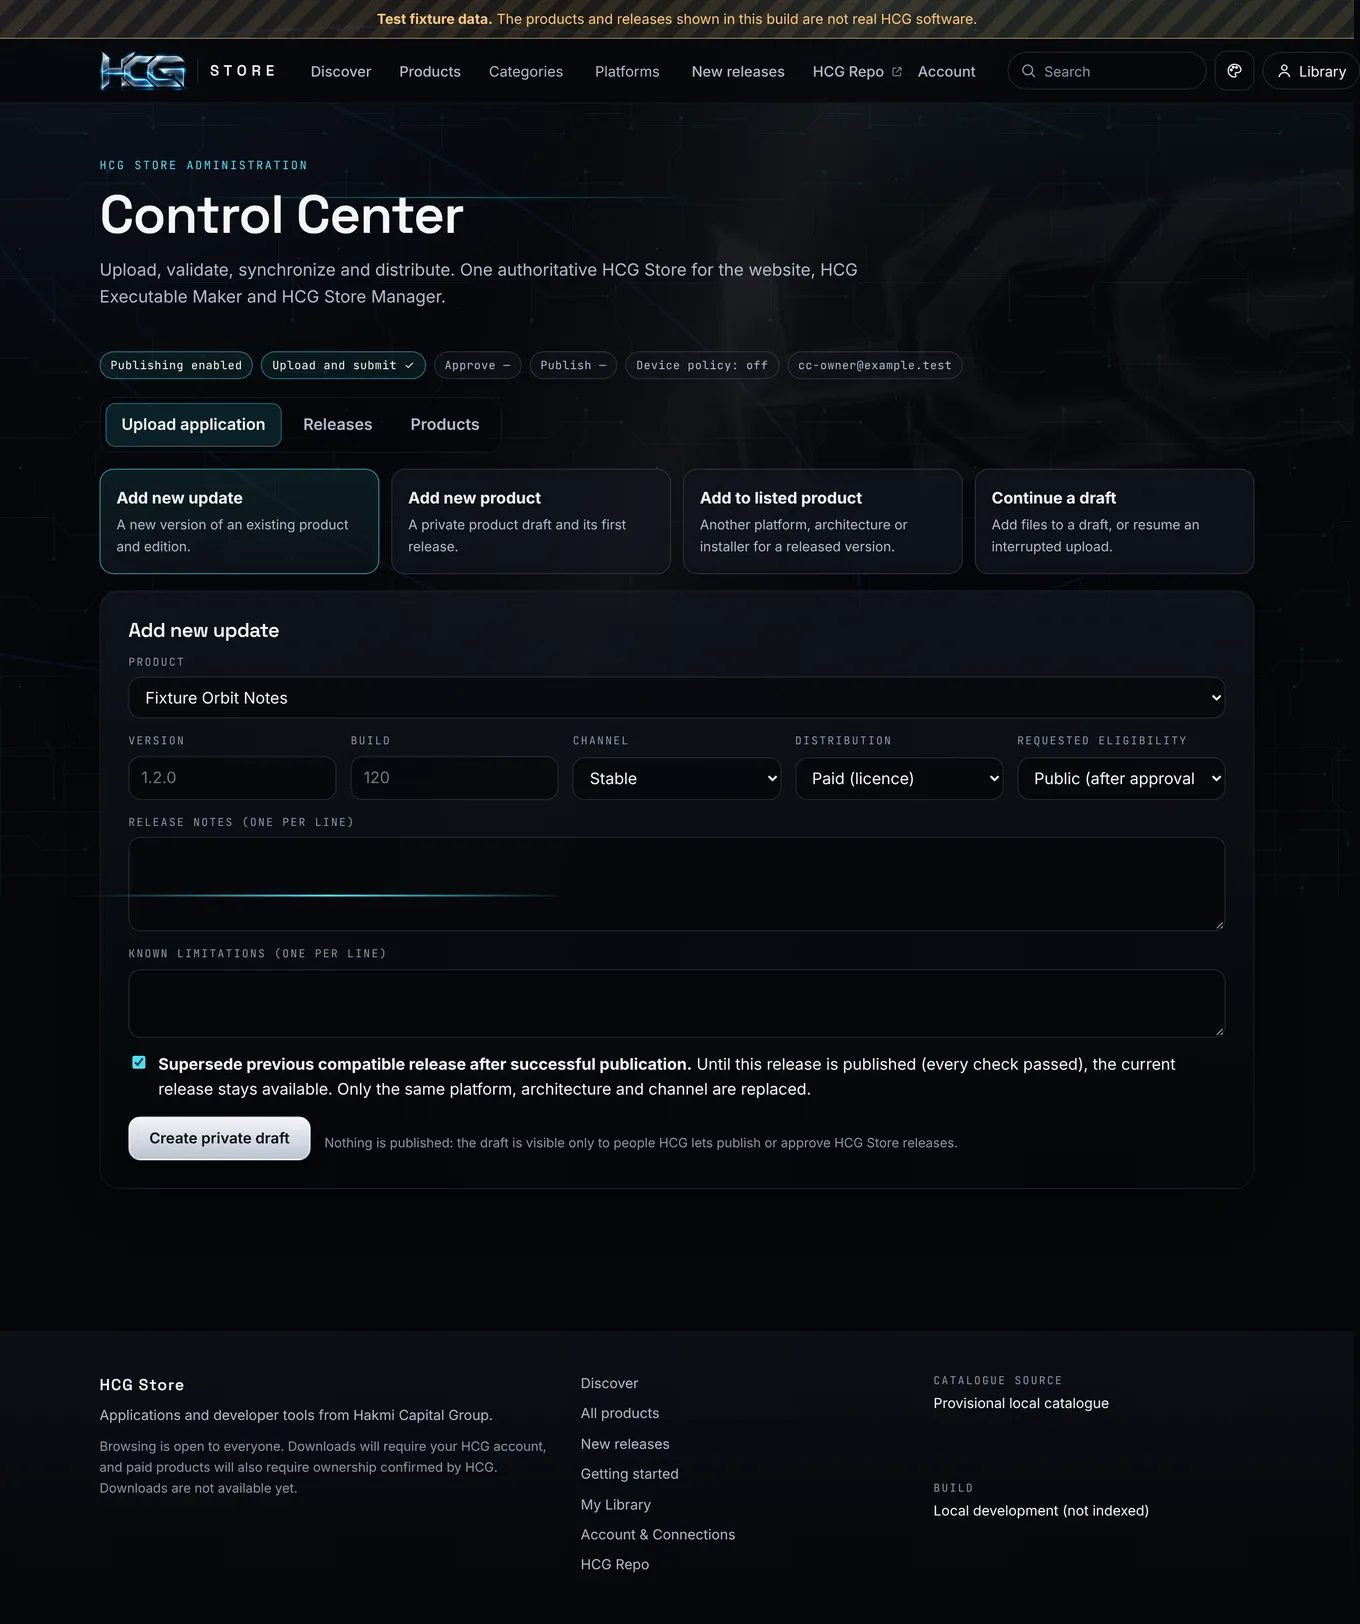 Test fixture data. The products and releases shown in this build are not real HCG software.
HCG STORE Discover Products Categories Platforms New releases HCG Repo Account Search Library
HCG STORE ADMINISTRATION
Control Center
Upload, validate, synchronize and distribute. One authoritative HCG Store for the website, HCG
Executable Maker and HCG Store Manager.
Publishing enabled Upload and submit ✓ Approve — Publish — Device policy: off cc-owner@example.test
Upload application Releases Products
Add new update
A new version of an existing product
and edition.
Add new product
A private product draft and its first
release.
Add to listed product
Another platform, architecture or
installer for a released version.
Continue a draft
Add files to a draft, or resume an
interrupted upload.
Add new update
PRODUCT
Fixture Orbit Notes
VERSION BUILD CHANNEL DISTRIBUTION REQUESTED ELIGIBILITY
1.2.0 120 Stable Paid (licence) Public (after approval
RELEASE NOTES (ONE PER LINE)
KNOWN LIMITATIONS (ONE PER LINE)
Supersede previous compatible release after successful publication. Until this release is published (every check passed), the current
release stays available. Only the same platform, architecture and channel are replaced.
Create private draft Nothing is published: the draft is visible only to people HCG lets publish or approve HCG Store releases.
HCG Store
Applications and developer tools from Hakmi Capital Group.
Browsing is open to everyone. Downloads will require your HCG account,
and paid products will also require ownership confirmed by HCG.
Downloads are not available yet.
Discover
All products
New releases
Getting started
My Library
Account & Connections
HCG Repo
CATALOGUE SOURCE
Provisional local catalogue
BUILD
Local development (not indexed)